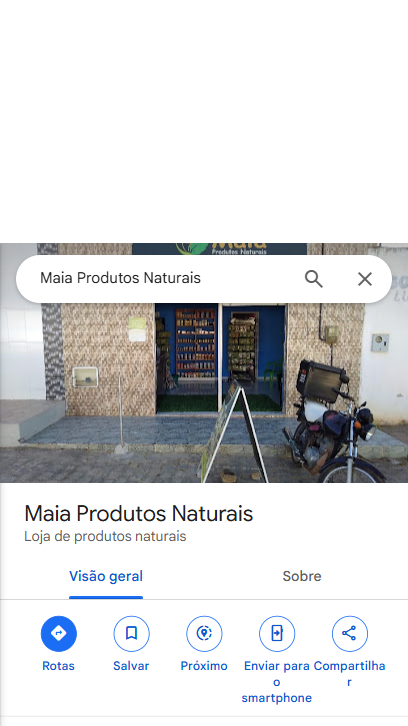 Maia
Produtos Naturais
Maia Produtos Naturais
Maia Produtos Naturais
Loja de produtos naturais
Visão geral
Sobre
Rotas
Salvar
Próximo
Enviar para
o
smartphone
Compartilha
r